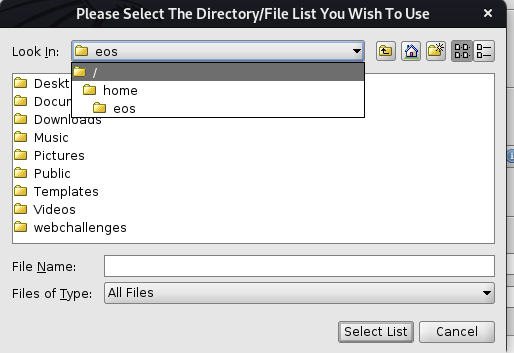 Please Select The Directory/File List You Wish To Use
Look In: eos
/
home
eos
Deskt
Docum
Downloads
Music
Pictures
Public
Templates
Videos
webchallenges
File Name:
Files of Type: All Files
Select List Cancel